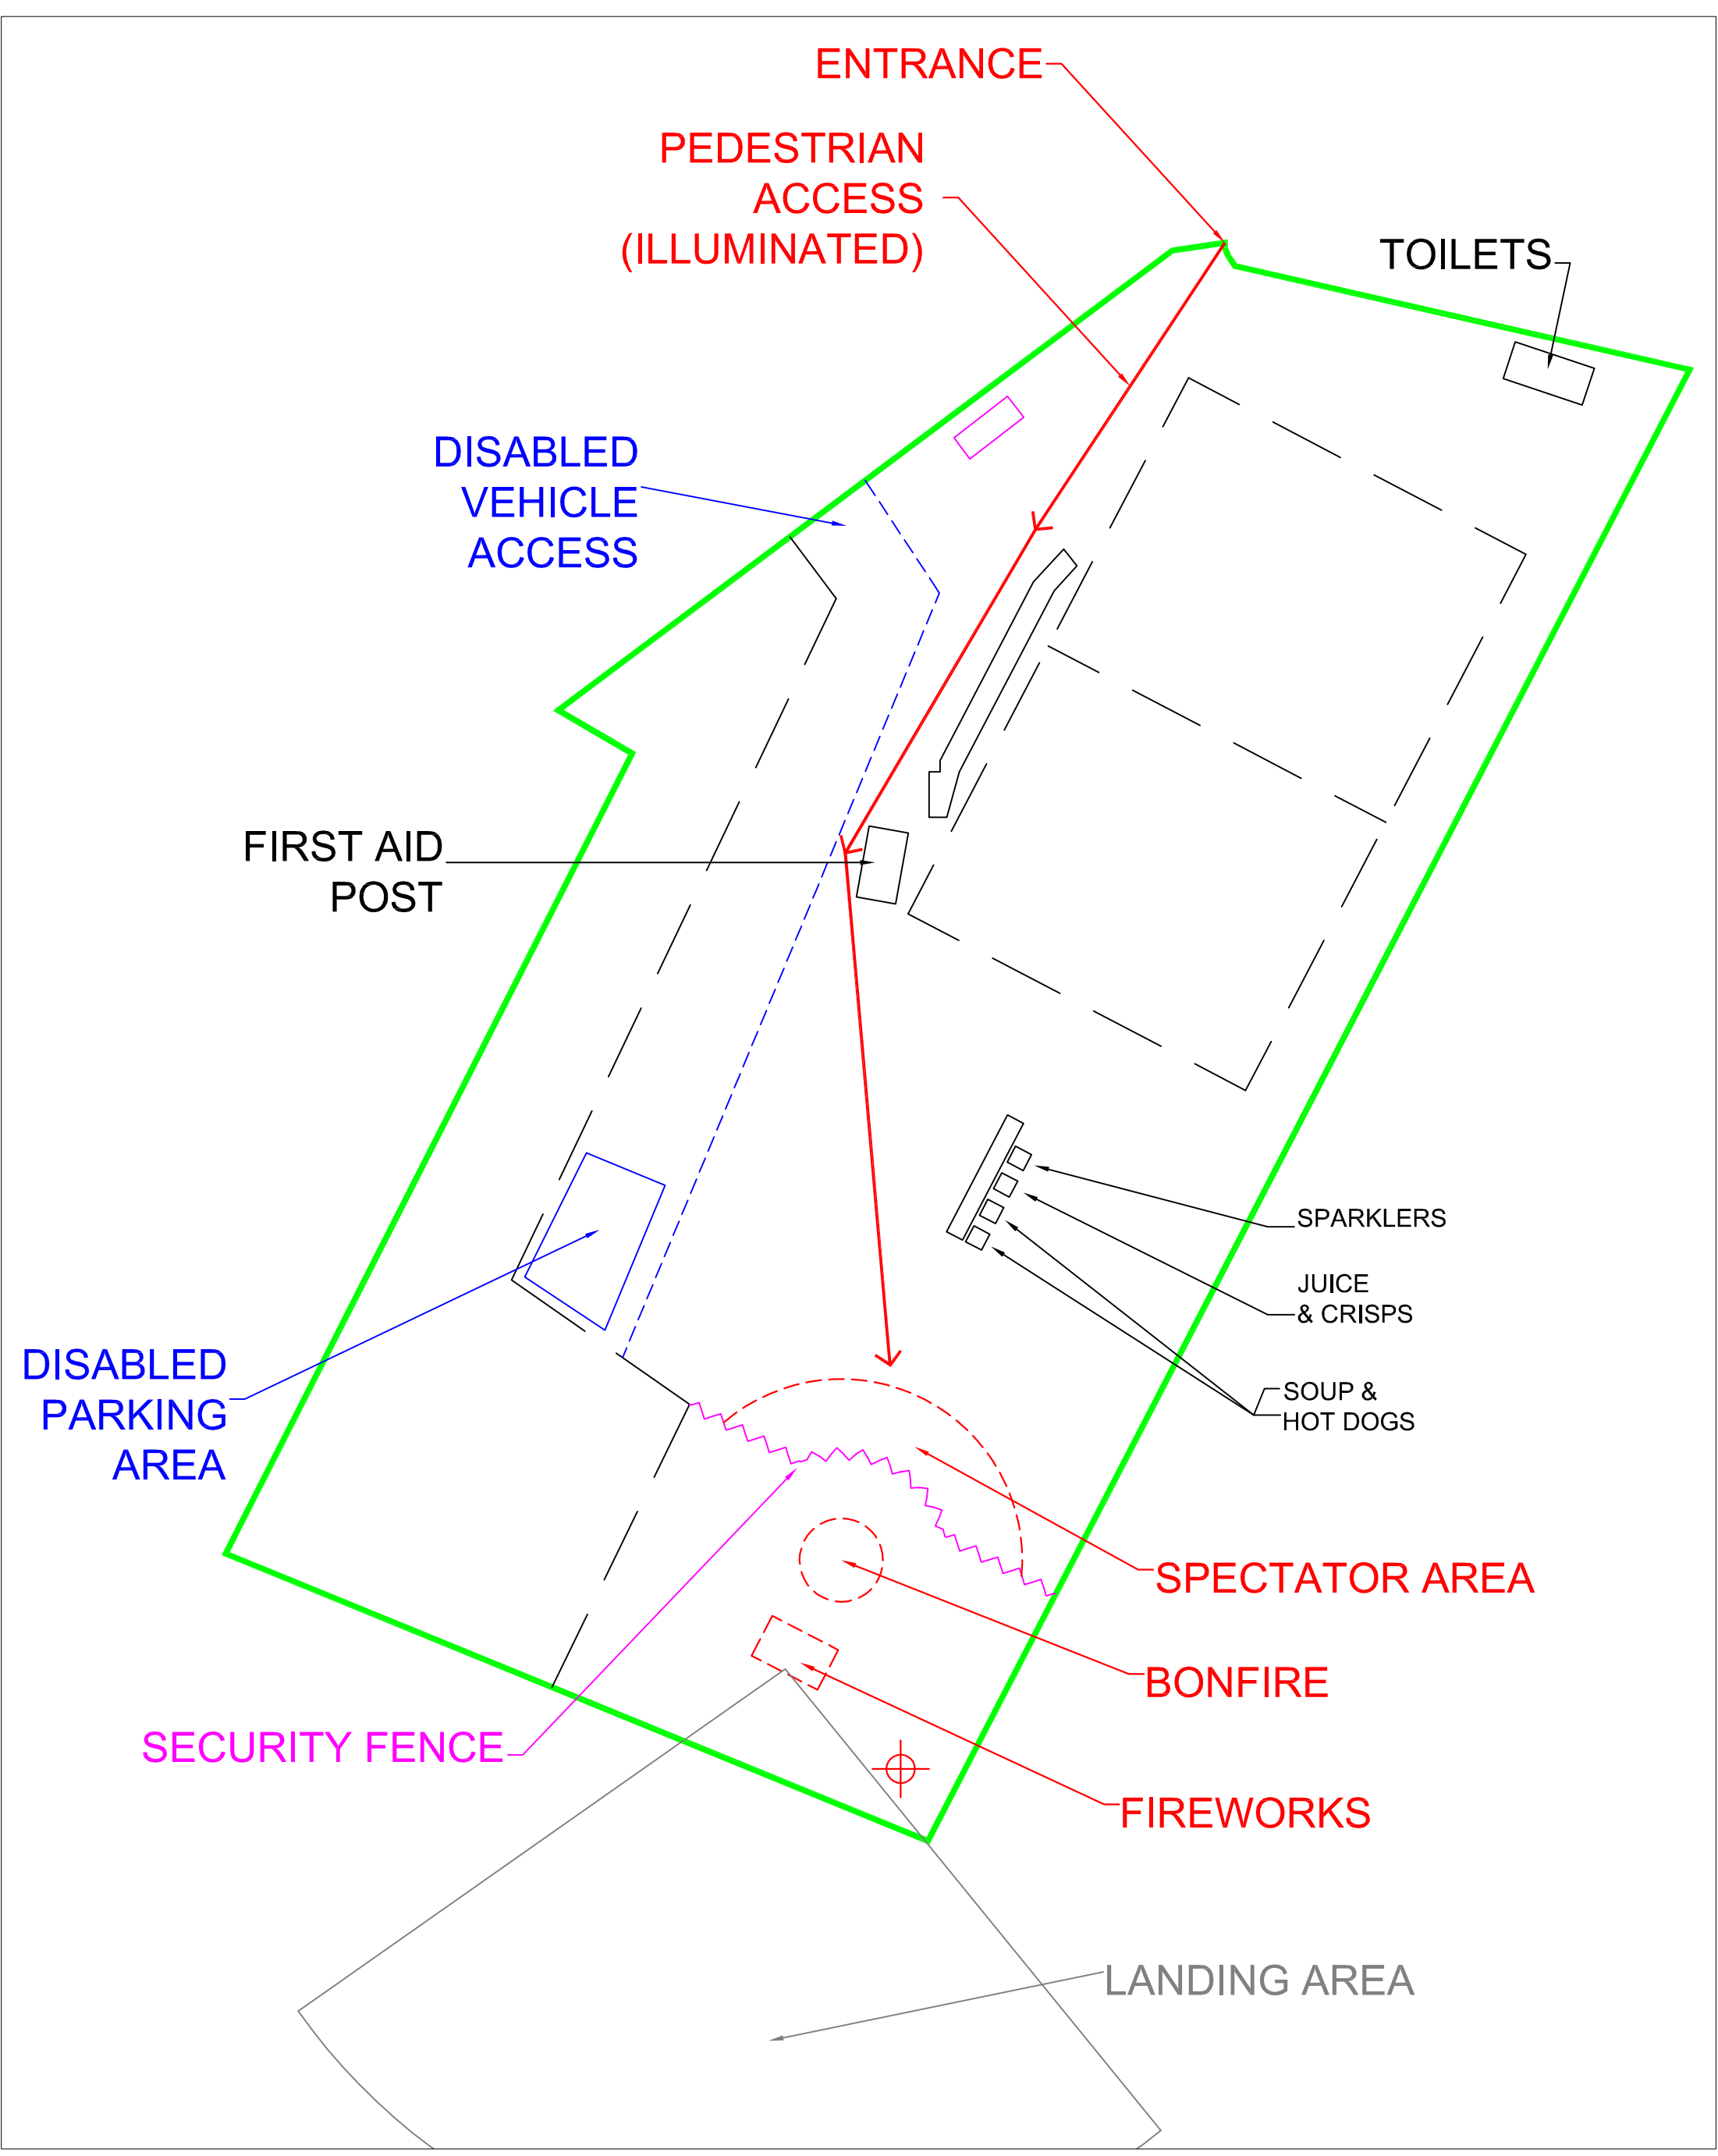 ENTRANCE
PEDESTRIAN
ACCESS
(ILLUMINATED)
TOILETS
DISABLED
VEHICLE
ACCESS
FIRST AID
POST
SPARKLERS
JUICE
& CRISPS
SOUP &
HOT DOGS
DISABLED
PARKING
AREA
SPECTATOR AREA
BONFIRE
SECURITY FENCE
FIREWORKS
LANDING AREA